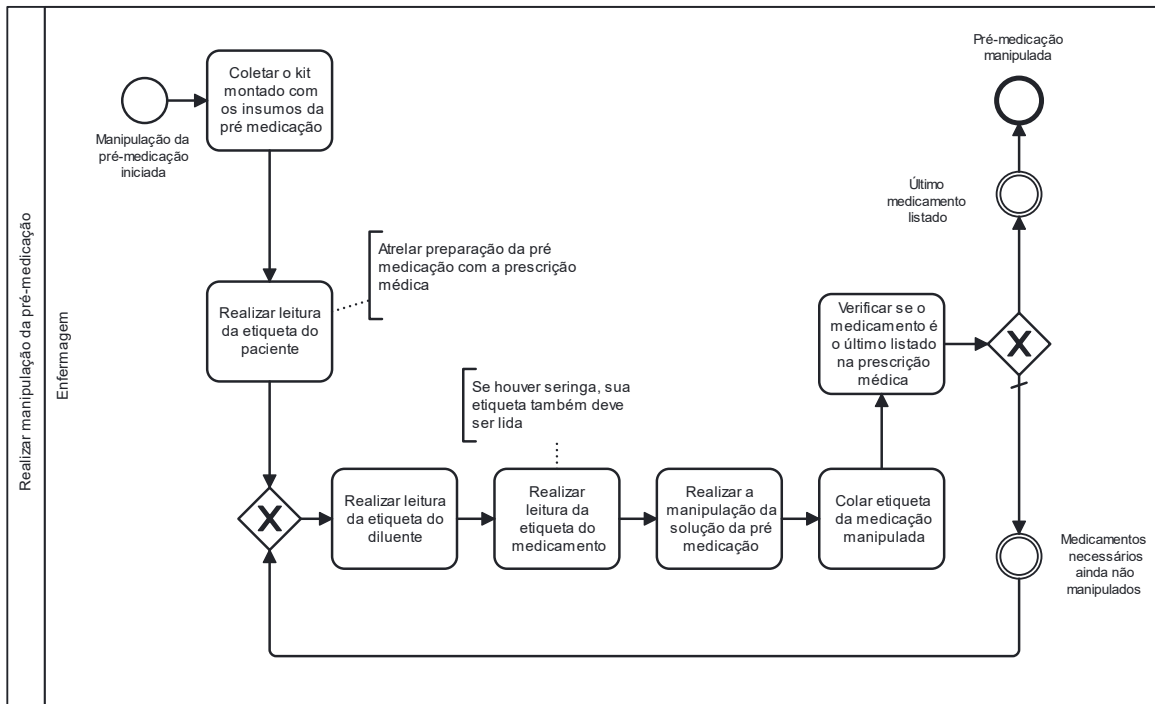 Realizar manipulação da pré-medicação
Enfermagem
Manipulação da
pré-medicação
iniciada
Coletar o kit
montado com
os insumos da
pré medicação
Realizar leitura
da etiqueta do
paciente
Atrelar preparação da pré
medicação com a prescrição
médica
Realizar leitura
da etiqueta do
diluente
Se houver seringa, sua
etiqueta também deve
ser lida
Realizar
leitura da
etiqueta do
medicamento
Realizar a
manipulação da
solução da pré
medicação
Colar etiqueta
da medicação
manipulada
Verificar se o
medicamento é
o último listado
na prescrição
médica
Último
medicamento
listado
Pré-medicação
manipulada
Medicamentos
necessários
ainda não
manipulados